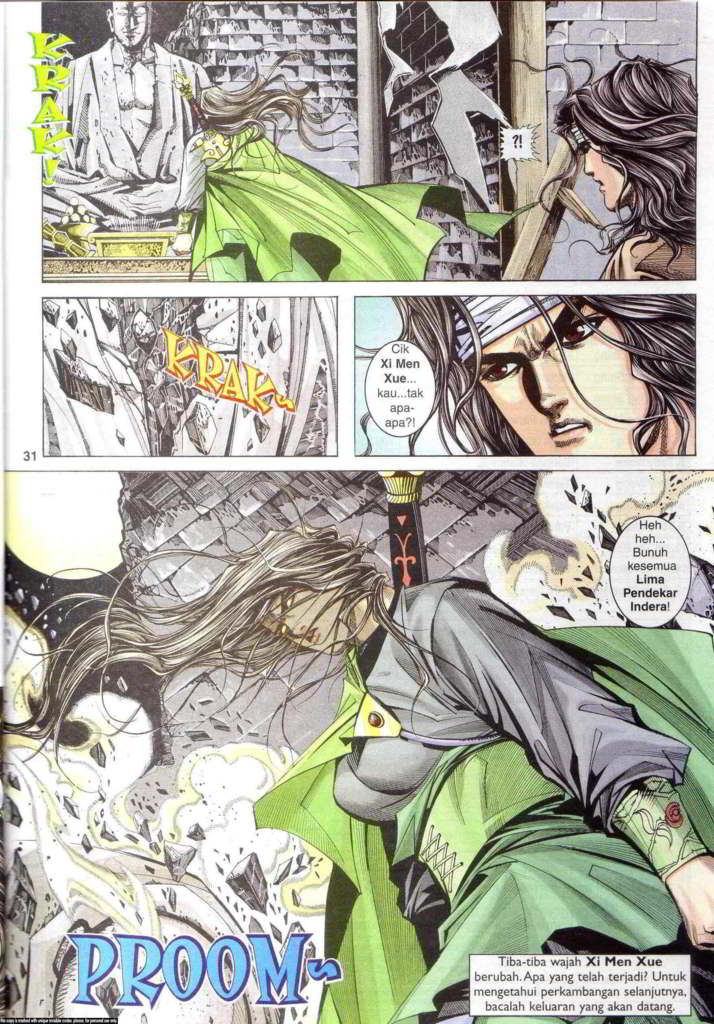 KRAK!
?!
KRAK
Cik
Xi Men
Xue...
kau...tak
apa-
apa?!
31
Heh
heh...
Bunuh
kesemua
Lima
Pendekar
Indera!
PROOM
Tiba-tiba wajah Xi Men Xue
berubah. Apa yang telah terjadi? Untuk
mengetahui perkambangan selanjutnya,
bacalah keluaran yang akan datang.